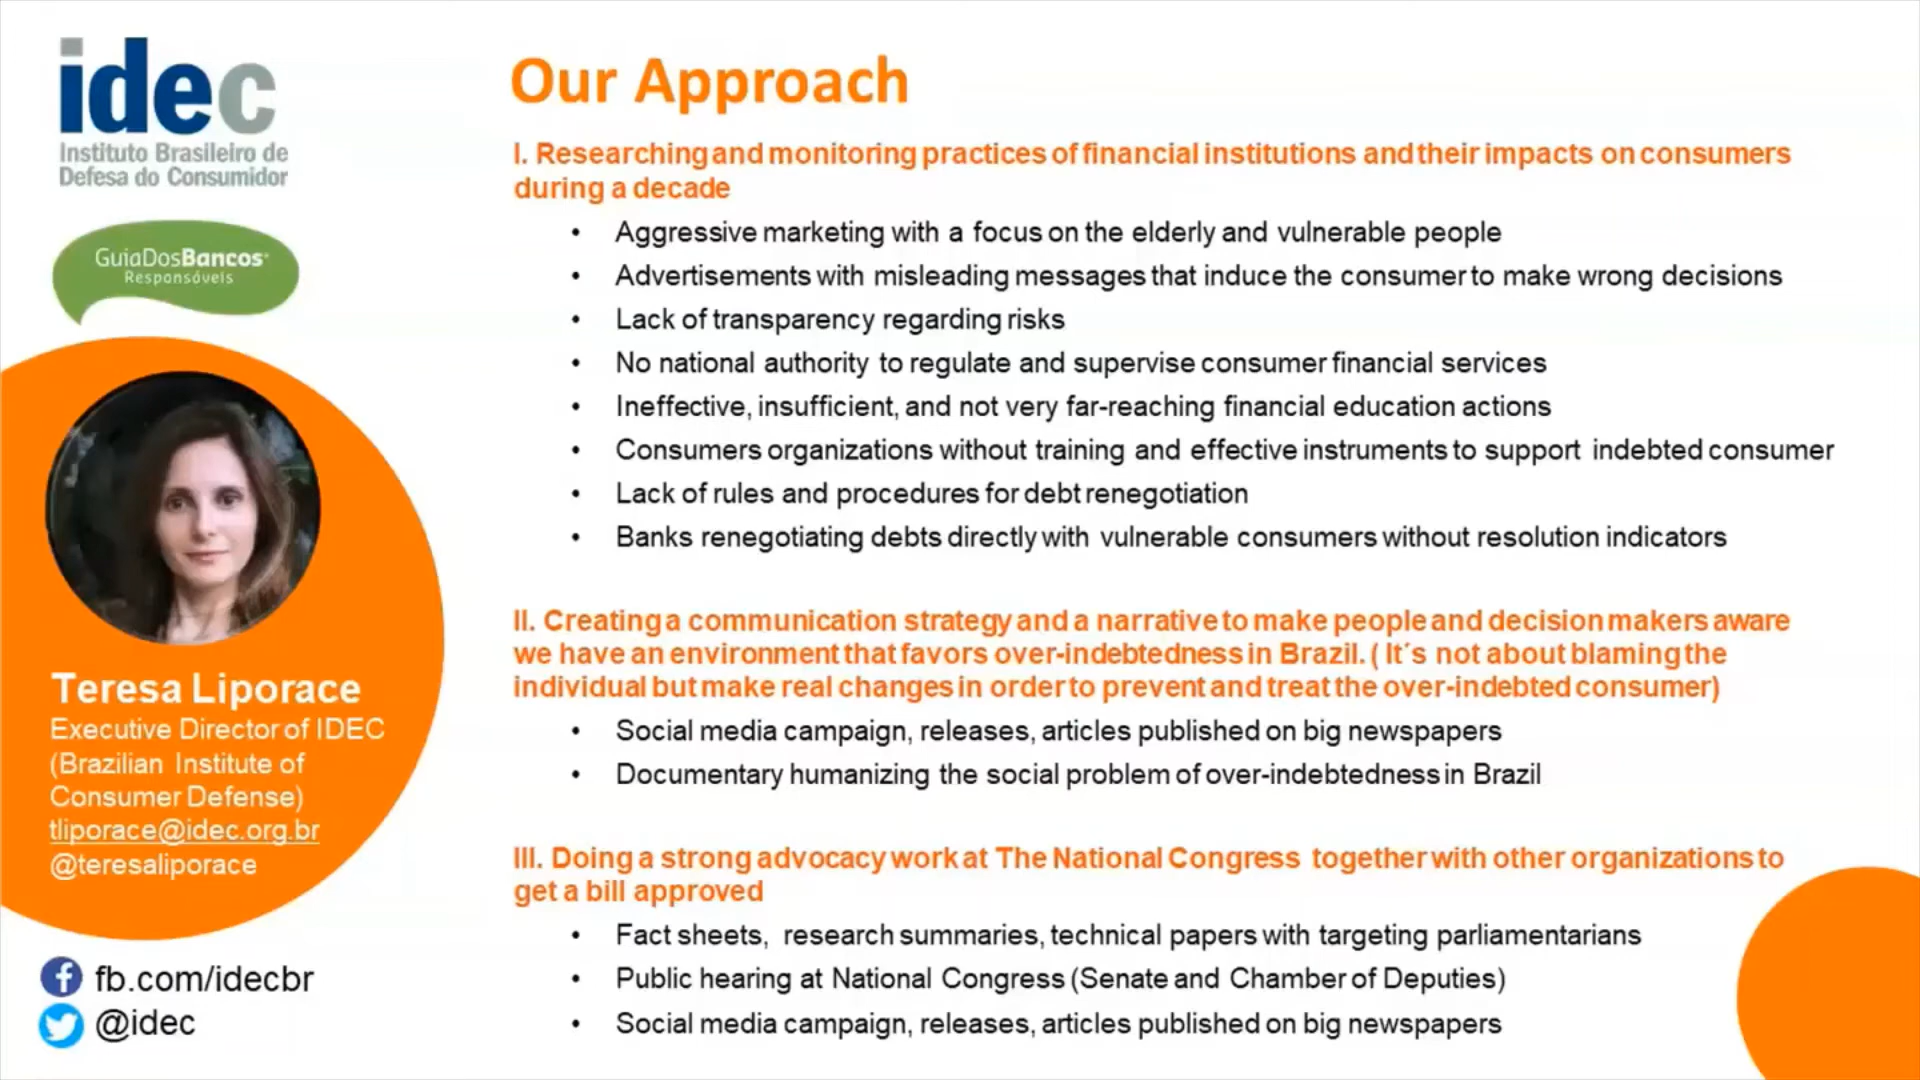 idec
Instituto Brasileiro de
Defesa do Consumidor
GuiaDosBancos
Responsáveis
Teresa Liporace
Executive Director of IDEC
(Brazilian Institute of
Consumer Defense)
tliporace@idec.org.br
@teresaliporace
fb.com/idecbr
@idec
Our Approach
I. Researching and monitoring practices of financial institutions and their impacts on consumers
during a decade
• Aggressive marketing with a focus on the elderly and vulnerable people
• Advertisements with misleading messages that induce the consumer to make wrong decisions
• Lack of transparency regarding risks
• No national authority to regulate and supervise consumer financial services
• Ineffective, insufficient, and not very far-reaching financial education actions
• Consumers organizations without training and effective instruments to support indebted consumer
• Lack of rules and procedures for debt renegotiation
• Banks renegotiating debts directly with vulnerable consumers without resolution indicators
II. Creating a communication strategy and a narrative to make people and decision makers aware
we have an environment that favors over-indebtedness in Brazil. ( It´s not about blaming the
individual but make real changes in order to prevent and treat the over-indebted consumer)
• Social media campaign, releases, articles published on big newspapers
• Documentary humanizing the social problem of over-indebtedness in Brazil
III. Doing a strong advocacy work at The National Congress together with other organizations to
get a bill approved
• Fact sheets, research summaries, technical papers with targeting parliamentarians
• Public hearing at National Congress (Senate and Chamber of Deputies)
• Social media campaign, releases, articles published on big newspapers